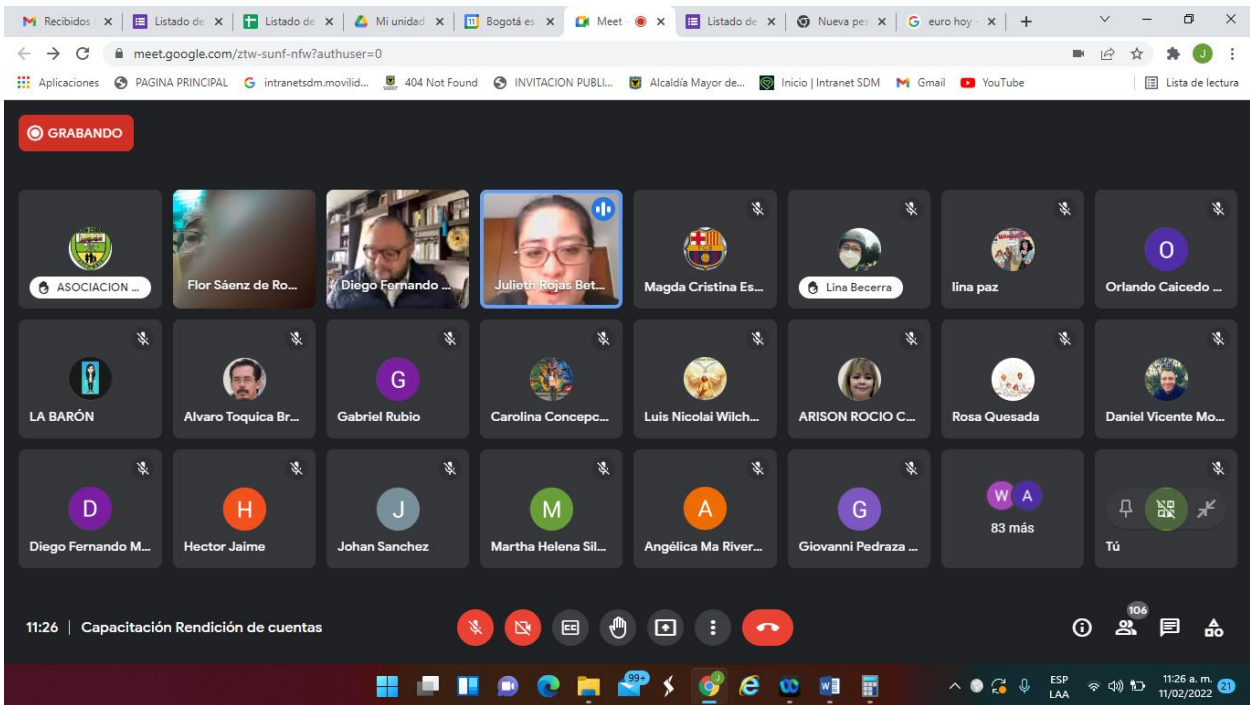 Recibidos
Listado de
Listado de
Mi unidad
Bogotá es
Meet
Listado de
Nueva pes
euro hoy -
meet.google.com/ztw-sunf-nfw?authuser=0
J
Aplicaciones
PAGINA PRINCIPAL
intranetsdm.movilid...
404 Not Found
INVITACION PUBLI...
Alcaldía Mayor de...
Inicio | Intranet SDM
Gmail
YouTube
Lista de lectura
GRABANDO
ASOCIACION ...
Flor Sáenz de Ro...
Diego Fernando ...
Julieth Rojas Bet...
Magda Cristina Es...
Lina Becerra
lina paz
O
Orlando Caicedo ...
LA BARÓN
Alvaro Toquica Br...
G
Gabriel Rubio
Carolina Concepc...
Luis Nicolai Wilch...
ARISON ROCIO C...
Rosa Quesada
Daniel Vicente Mo...
D
Diego Fernando M...
H
Hector Jaime
J
Johan Sanchez
M
Martha Helena Sil...
A
Angélica Ma River...
G
Giovanni Pedraza ...
W A
83 más
Tú
11:26 | Capacitación Rendición de cuentas
106
99+
ESP
LAA
11:26 a. m.
11/02/2022
21